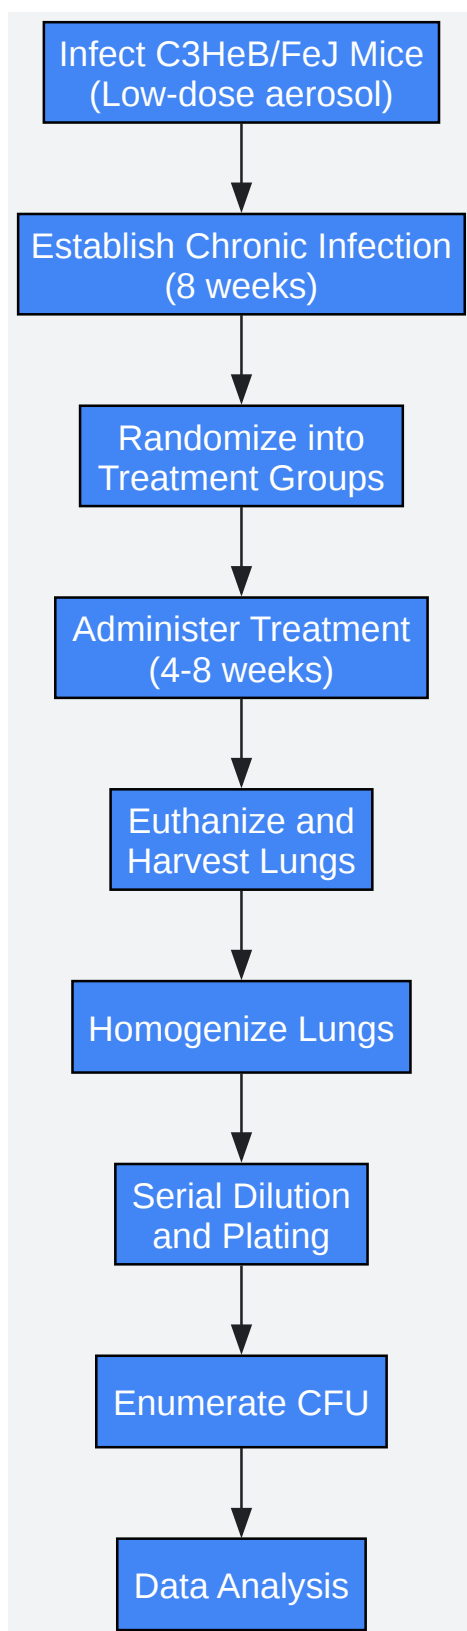 Infect C3HeB/FeJ Mice
(Low-dose aerosol)
Establish Chronic Infection
(8 weeks)
Randomize into
Treatment Groups
Administer Treatment
(4-8 weeks)
Euthanize and
Harvest Lungs
Homogenize Lungs
Serial Dilution
and Plating
Enumerate CFU
Data Analysis